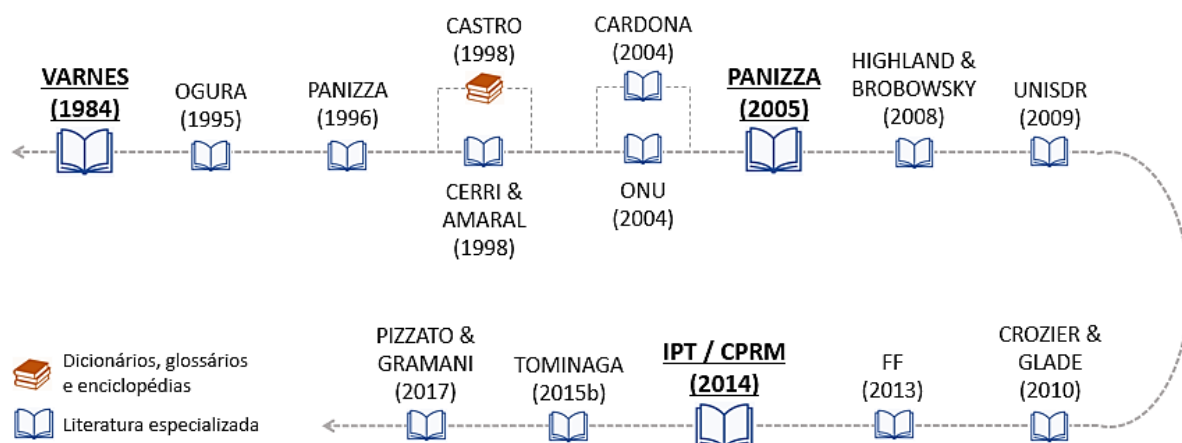 VARNES
(1984)
OGURA
(1995)
PANIZZA
(1996)
CASTRO
(1998)
CERRI &
AMARAL
(1998)
CARDONA
(2004)
ONU
(2004)
PANIZZA
(2005)
HIGHLAND &
BROBOWSKY
(2008)
UNISDR
(2009)
CROZIER &
GLADE
(2010)
FF
(2013)
IPT / CPRM
(2014)
TOMINAGA
(2015b)
PIZZATO &
GRAMANI
(2017)
Dicionários, glossários
e enciclopédias
Literatura especializada